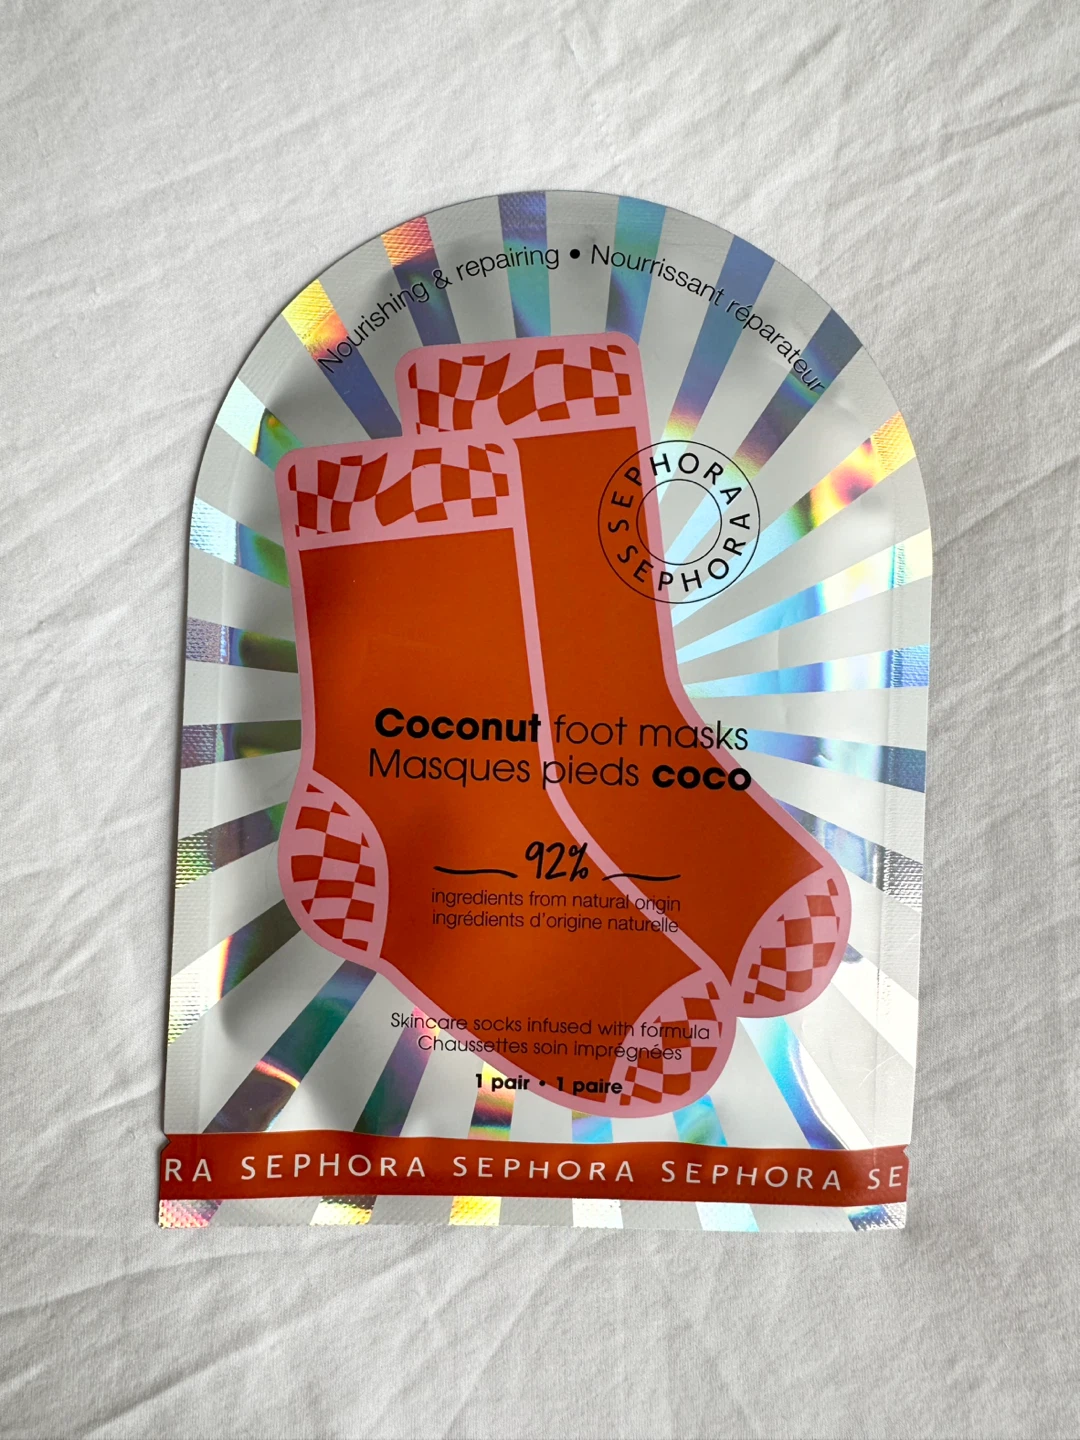 Nourishing & repairing • Nourrissant réparateur
SEPHORA SEPHORA
Coconut foot masks
Masques pieds coco
92%
ingredients from natural origin
ingrédients d'origine naturelle
Skincare socks infused with formula
Chaussettes soin imprégnées
1 pair • 1 paire
RA SEPHORA SEPHORA SEPHORA SE